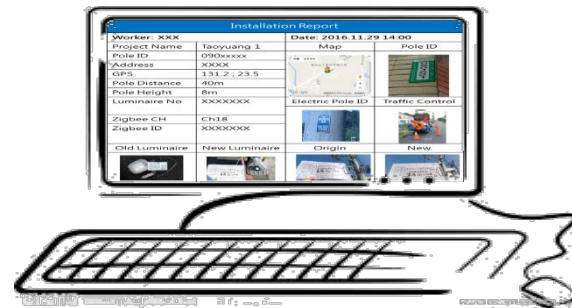 Installation Report
Worker: XXX Date: 2016.11.29 14:00
Project Name Taoyuang 1 Map Pole ID
Pole ID 090xxxxx
Address XXXX
GPS 131.2 ; 23.5
Pole Distance 40m
Pole Height 8m
Luminaire No XXXXXXX Electric Pole ID Traffic Control
Zigbee CH Ch18
Zigbee ID XXXXXXX
Old Luminaire New Luminaire Origin New